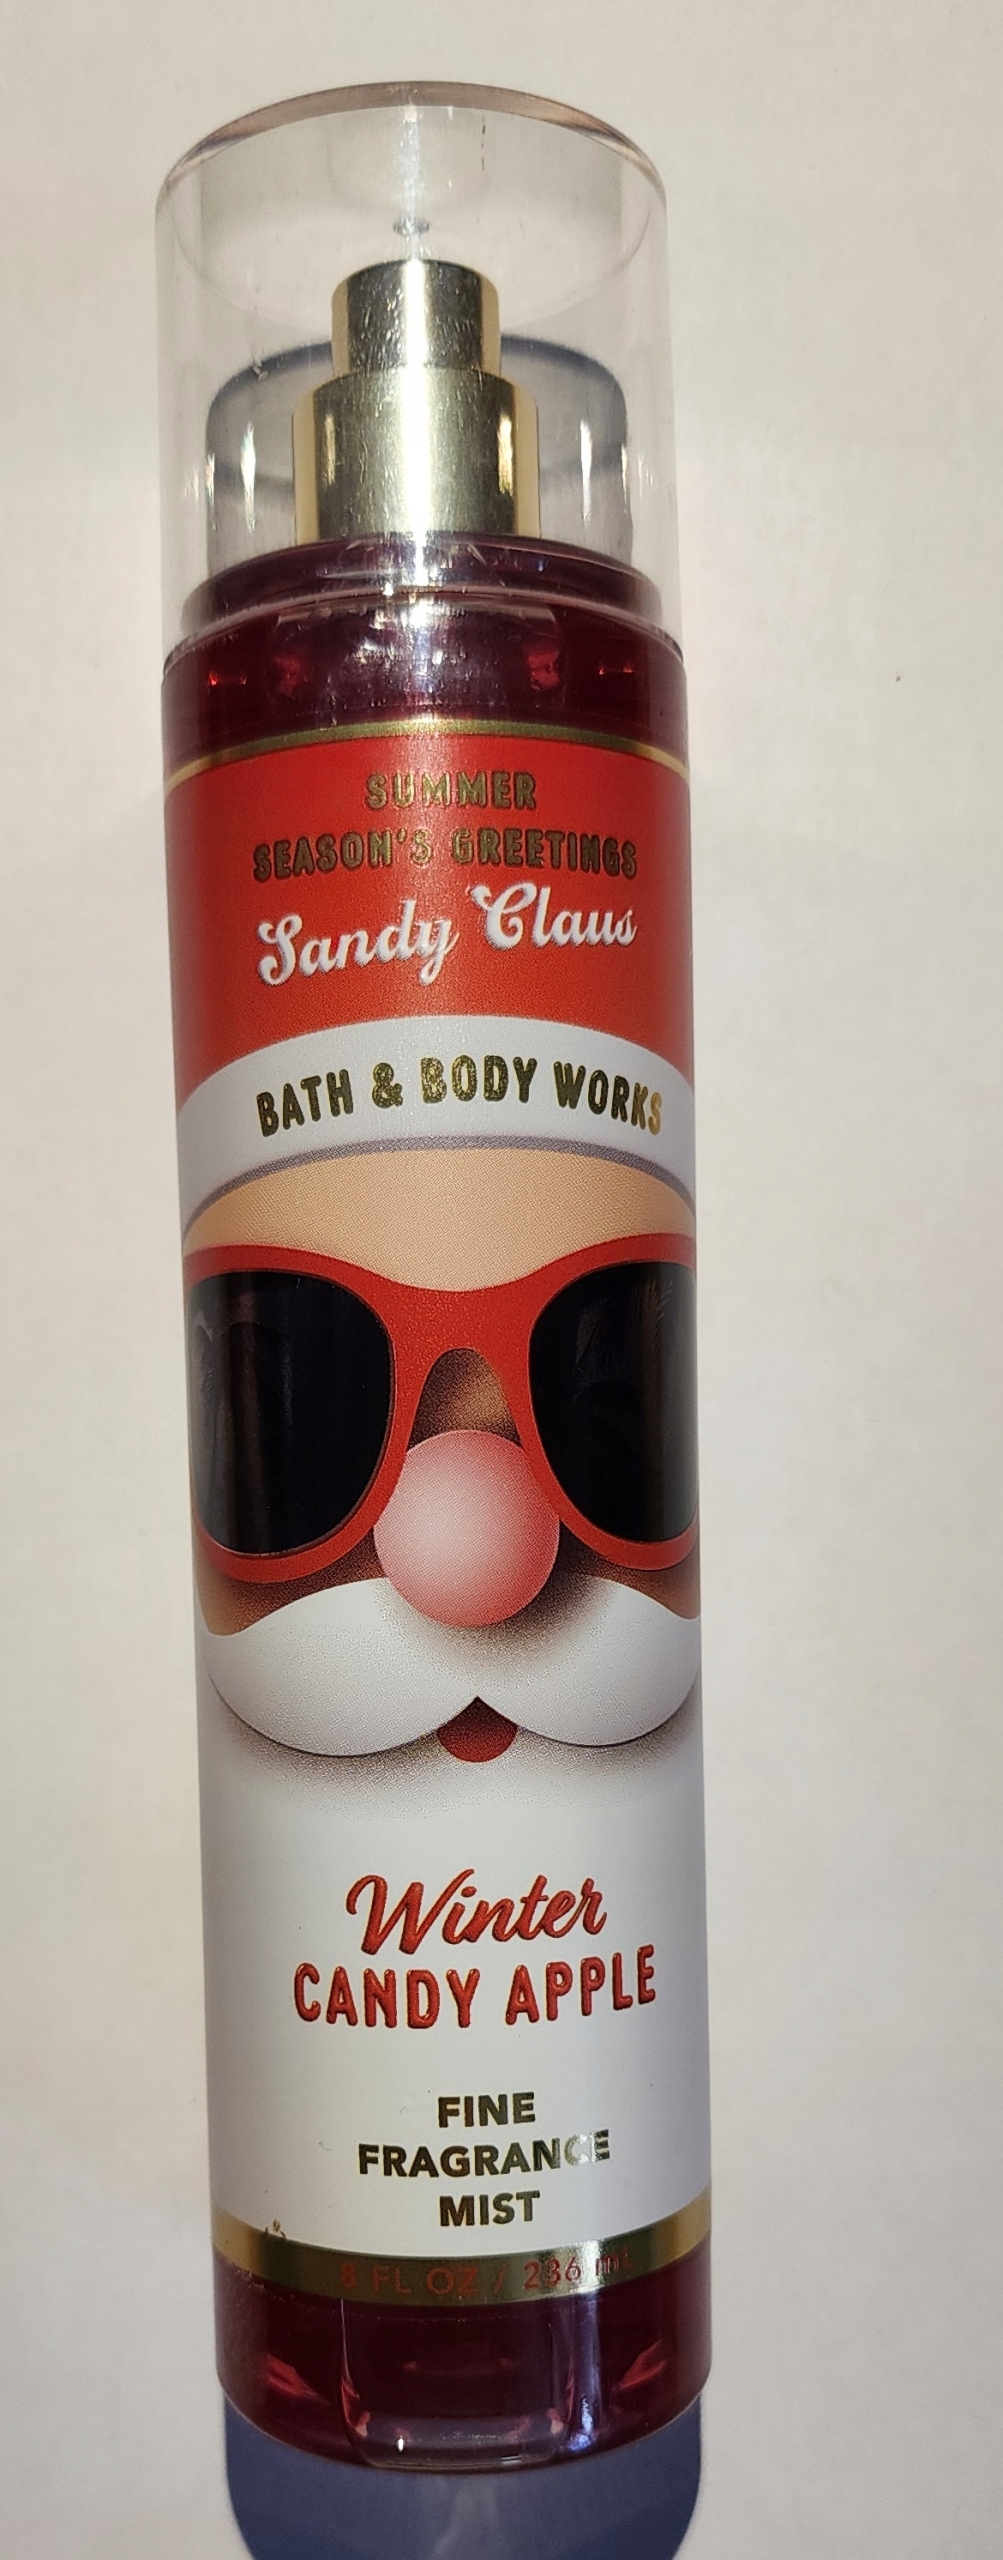 SUMMER
SEASON'S GREETINGS
Sandy Claus
BATH & BODY WORKS
Winter
CANDY APPLE
FINE
FRAGRANCE
MIST
8 FL OZ / 236 mL